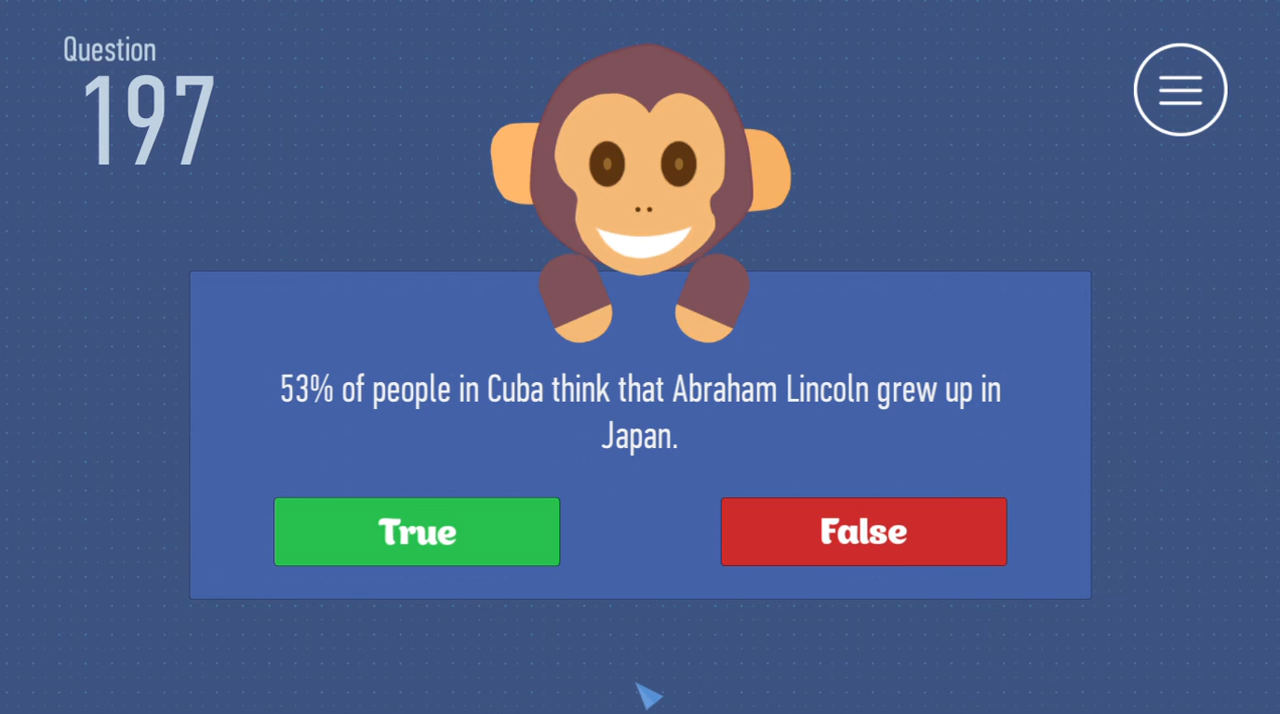 Question
197
53% of people in Cuba think that Abraham Lincoln grew up in
Japan.
True
False